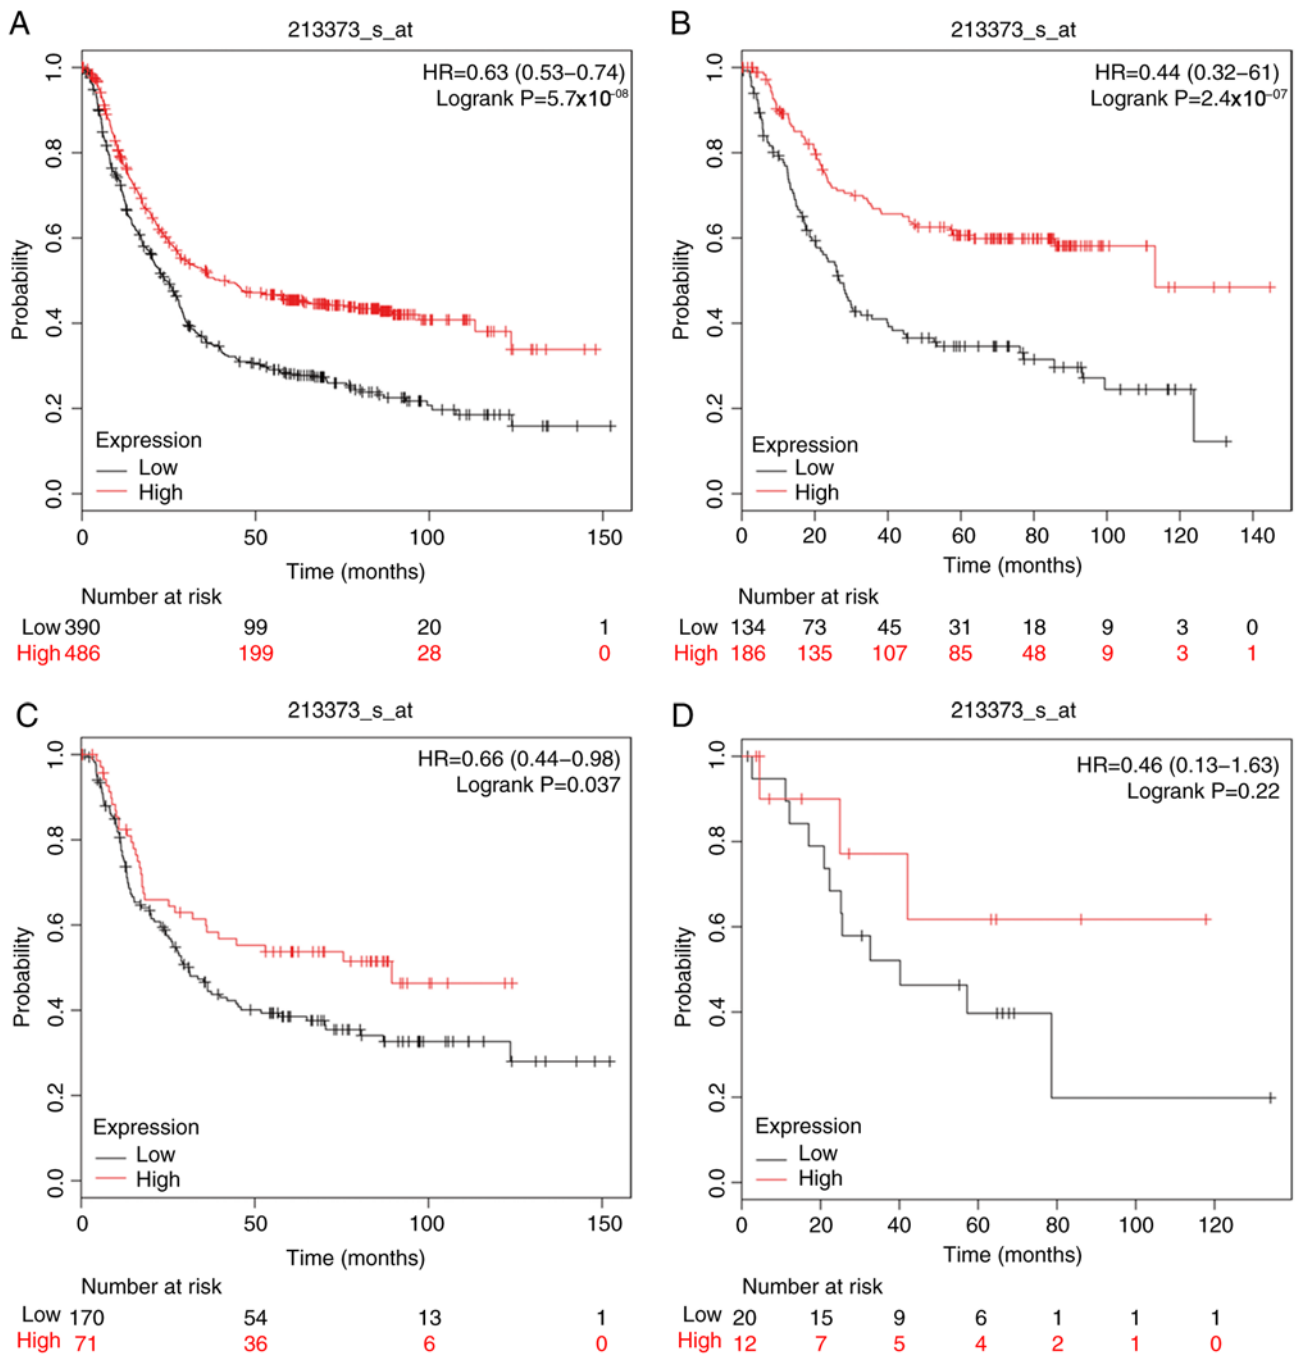 A
213373_s_at
HR=0.63 (0.53–0.74)
Logrank P=5.7x10⁻⁰⁸
Probability
1.0
0.8
0.6
0.4
0.2
0.0
Expression
Low
High
0 50 100 150
Time (months)
Number at risk
Low 390 99 20 1
High 486 199 28 0
B
213373_s_at
HR=0.44 (0.32–61)
Logrank P=2.4x10⁻⁰⁷
Probability
1.0
0.8
0.6
0.4
0.2
0.0
Expression
Low
High
0 20 40 60 80 100 120 140
Time (months)
Number at risk
Low 134 73 45 31 18 9 3 0
High 186 135 107 85 48 9 3 1
C
213373_s_at
HR=0.66 (0.44–0.98)
Logrank P=0.037
Probability
1.0
0.8
0.6
0.4
0.2
0.0
Expression
Low
High
0 50 100 150
Time (months)
Number at risk
Low 170 54 13 1
High 71 36 6 0
D
213373_s_at
HR=0.46 (0.13–1.63)
Logrank P=0.22
Probability
1.0
0.8
0.6
0.4
0.2
0.0
Expression
Low
High
0 20 40 60 80 100 120
Time (months)
Number at risk
Low 20 15 9 6 1 1 1
High 12 7 5 4 2 1 0